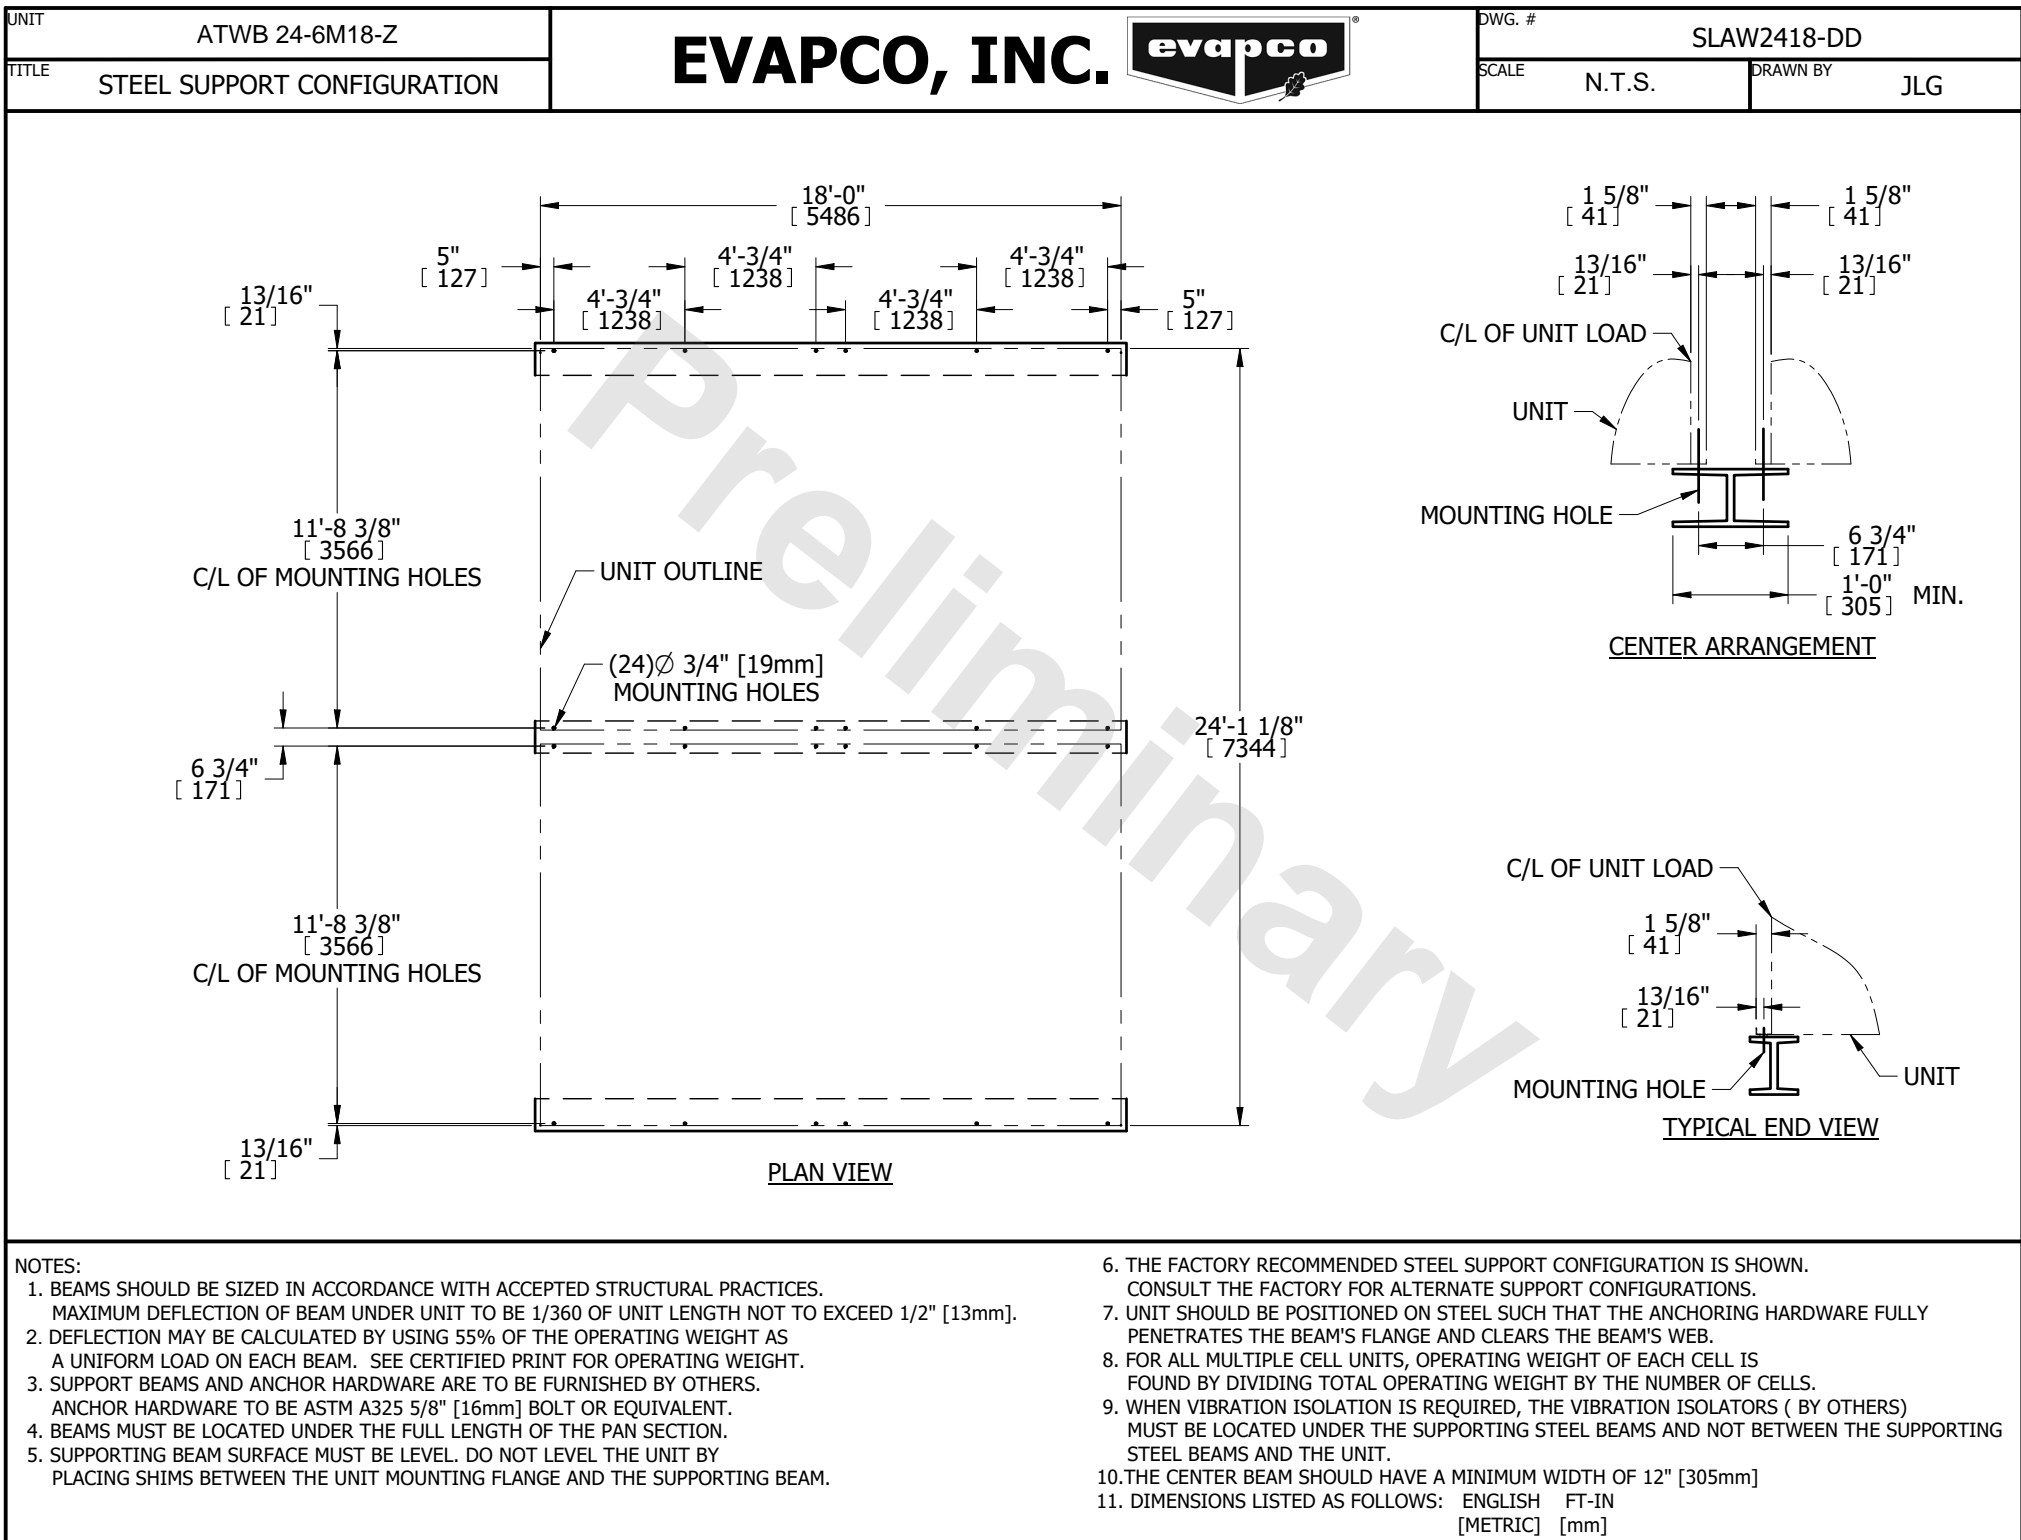 UNIT
ATWB 24-6M18-Z
TITLE
STEEL SUPPORT CONFIGURATION
EVAPCO, INC.
evapco
®
DWG. #
SLAW2418-DD
SCALE
N.T.S.
DRAWN BY
JLG
18'-0"
[ 5486 ]
5"
[ 127 ]
4'-3/4"
[ 1238 ]
4'-3/4"
[ 1238 ]
13/16"
[ 21 ]
4'-3/4"
[ 1238 ]
4'-3/4"
[ 1238 ]
5"
[ 127 ]
11'-8 3/8"
[ 3566 ]
C/L OF MOUNTING HOLES
UNIT OUTLINE
(24)∅ 3/4" [19mm]
MOUNTING HOLES
6 3/4"
[ 171 ]
24'-1 1/8"
[ 7344 ]
11'-8 3/8"
[ 3566 ]
C/L OF MOUNTING HOLES
13/16"
[ 21 ]
PLAN VIEW
Preliminary
1 5/8"
[ 41 ]
1 5/8"
[ 41 ]
13/16"
[ 21 ]
13/16"
[ 21 ]
C/L OF UNIT LOAD
UNIT
MOUNTING HOLE
6 3/4"
[ 171 ]
1'-0"
[ 305 ] MIN.
CENTER ARRANGEMENT
C/L OF UNIT LOAD
1 5/8"
[ 41 ]
13/16"
[ 21 ]
MOUNTING HOLE
UNIT
TYPICAL END VIEW
NOTES:
1. BEAMS SHOULD BE SIZED IN ACCORDANCE WITH ACCEPTED STRUCTURAL PRACTICES.
MAXIMUM DEFLECTION OF BEAM UNDER UNIT TO BE 1/360 OF UNIT LENGTH NOT TO EXCEED 1/2" [13mm].
2. DEFLECTION MAY BE CALCULATED BY USING 55% OF THE OPERATING WEIGHT AS
A UNIFORM LOAD ON EACH BEAM. SEE CERTIFIED PRINT FOR OPERATING WEIGHT.
3. SUPPORT BEAMS AND ANCHOR HARDWARE ARE TO BE FURNISHED BY OTHERS.
ANCHOR HARDWARE TO BE ASTM A325 5/8" [16mm] BOLT OR EQUIVALENT.
4. BEAMS MUST BE LOCATED UNDER THE FULL LENGTH OF THE PAN SECTION.
5. SUPPORTING BEAM SURFACE MUST BE LEVEL. DO NOT LEVEL THE UNIT BY
PLACING SHIMS BETWEEN THE UNIT MOUNTING FLANGE AND THE SUPPORTING BEAM.
6. THE FACTORY RECOMMENDED STEEL SUPPORT CONFIGURATION IS SHOWN.
CONSULT THE FACTORY FOR ALTERNATE SUPPORT CONFIGURATIONS.
7. UNIT SHOULD BE POSITIONED ON STEEL SUCH THAT THE ANCHORING HARDWARE FULLY
PENETRATES THE BEAM'S FLANGE AND CLEARS THE BEAM'S WEB.
8. FOR ALL MULTIPLE CELL UNITS, OPERATING WEIGHT OF EACH CELL IS
FOUND BY DIVIDING TOTAL OPERATING WEIGHT BY THE NUMBER OF CELLS.
9. WHEN VIBRATION ISOLATION IS REQUIRED, THE VIBRATION ISOLATORS ( BY OTHERS)
MUST BE LOCATED UNDER THE SUPPORTING STEEL BEAMS AND NOT BETWEEN THE SUPPORTING
STEEL BEAMS AND THE UNIT.
10.THE CENTER BEAM SHOULD HAVE A MINIMUM WIDTH OF 12" [305mm]
11. DIMENSIONS LISTED AS FOLLOWS: ENGLISH FT-IN
[METRIC] [mm]